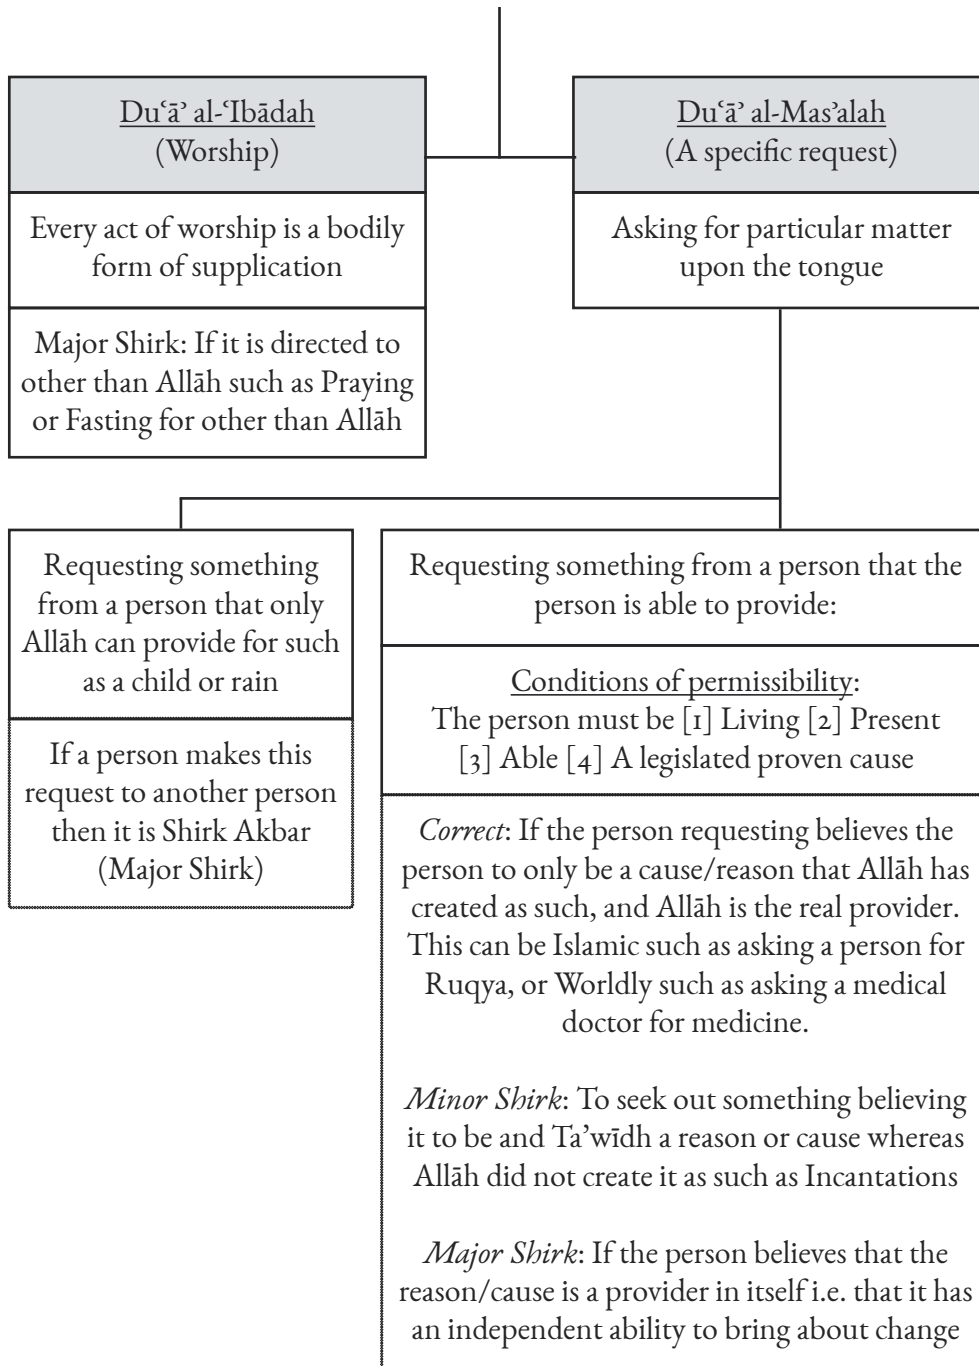 Du‘ā’ al-‘Ibādah
(Worship)
Every act of worship is a bodily
form of supplication
Major Shirk: If it is directed to
other than Allāh such as Praying
or Fasting for other than Allāh
Du‘ā’ al-Mas’alah
(A specific request)
Asking for particular matter
upon the tongue
Requesting something
from a person that only
Allāh can provide for such
as a child or rain
If a person makes this
request to another person
then it is Shirk Akbar
(Major Shirk)
Requesting something from a person that the
person is able to provide:
Conditions of permissibility:
The person must be [1] Living [2] Present
[3] Able [4] A legislated proven cause
Correct: If the person requesting believes the
person to only be a cause/reason that Allāh has
created as such, and Allāh is the real provider.
This can be Islamic such as asking a person for
Ruqya, or Worldly such as asking a medical
doctor for medicine.
Minor Shirk: To seek out something believing
it to be and Ta’wīdh a reason or cause whereas
Allāh did not create it as such as Incantations
Major Shirk: If the person believes that the
reason/cause is a provider in itself i.e. that it has
an independent ability to bring about change